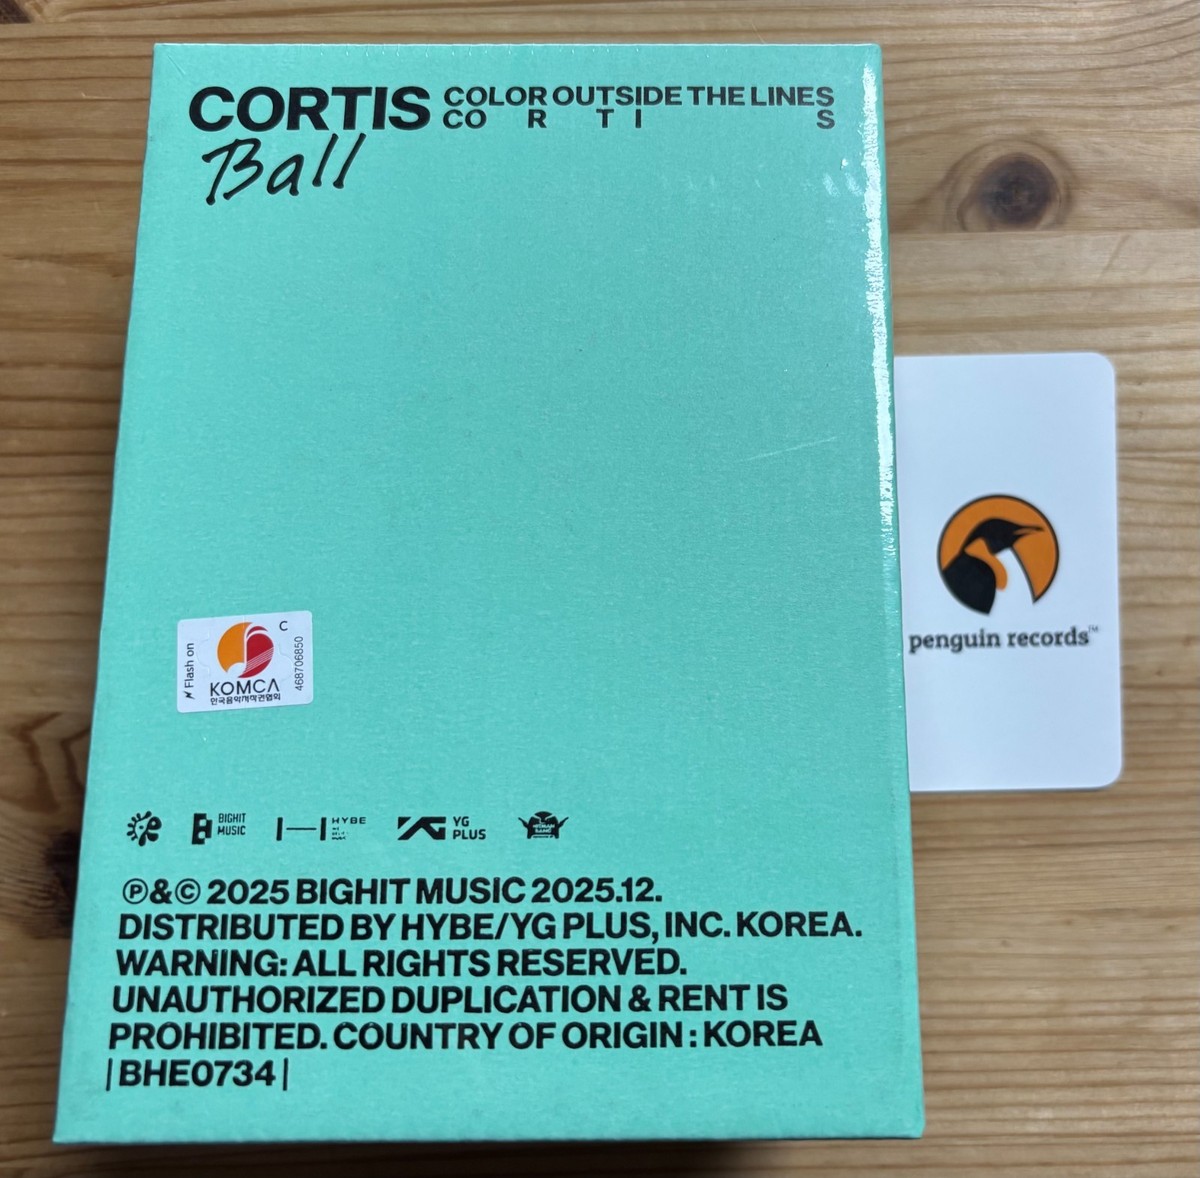 CORTIS COLOR OUTSIDE THE LINES
CO R T I S
Ball
Flash on
C
KOMCA
한국음악저작권협회
468706850
BIGHIT
MUSIC
HYBE
YG
PLUS
Ⓟ&© 2025 BIGHIT MUSIC 2025.12.
DISTRIBUTED BY HYBE/YG PLUS, INC. KOREA.
WARNING: ALL RIGHTS RESERVED.
UNAUTHORIZED DUPLICATION & RENT IS
PROHIBITED. COUNTRY OF ORIGIN : KOREA
|BHE0734|
penguin records™